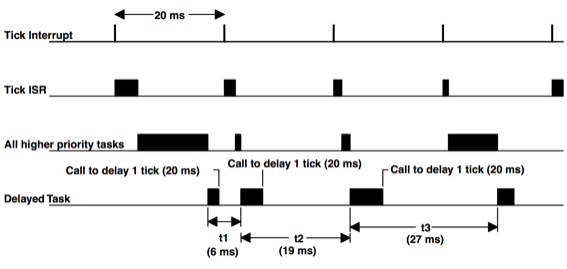 20 ms
Tick Interrupt
Tick ISR
All higher priority tasks
Call to delay 1 tick (20 ms)
Call to delay 1 tick (20 ms)
Call to delay 1 tick (20 ms)
Delayed Task
t1
(6 ms)
t2
(19 ms)
t3
(27 ms)